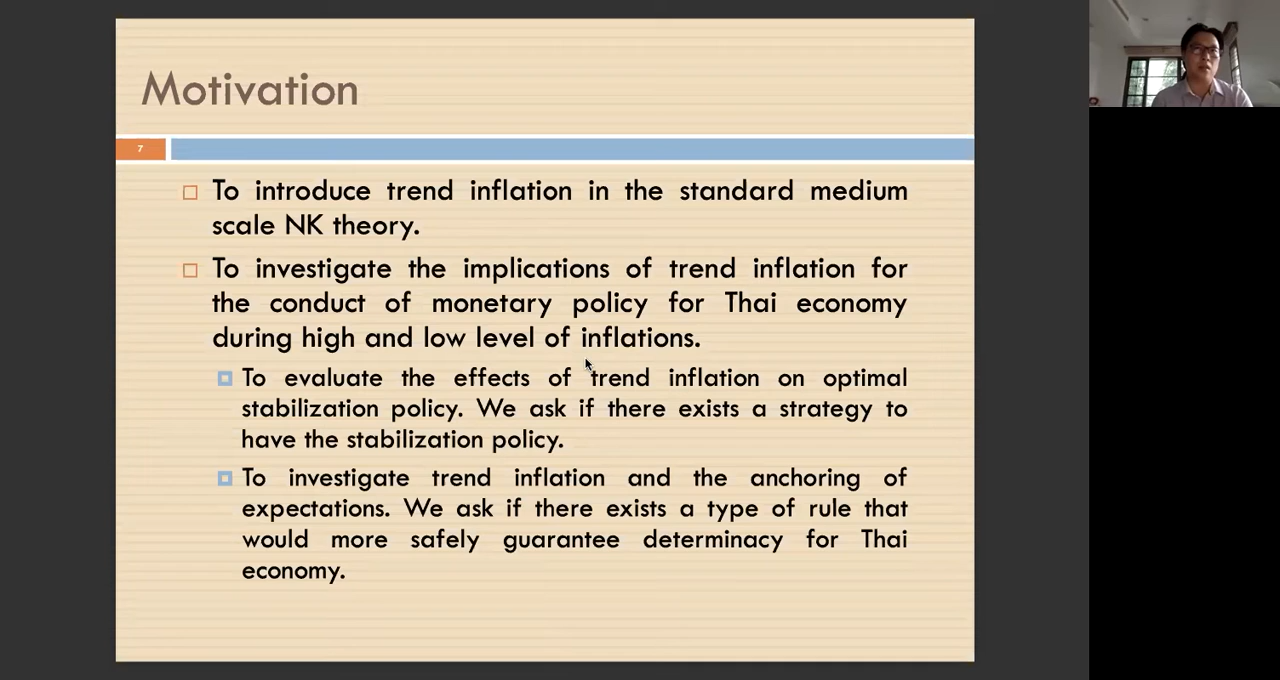 Motivation
7
To introduce trend inflation in the standard medium
scale NK theory.
To investigate the implications of trend inflation for
the conduct of monetary policy for Thai economy
during high and low level of inflations.
To evaluate the effects of trend inflation on optimal
stabilization policy. We ask if there exists a strategy to
have the stabilization policy.
To investigate trend inflation and the anchoring of
expectations. We ask if there exists a type of rule that
would more safely guarantee determinacy for Thai
economy.